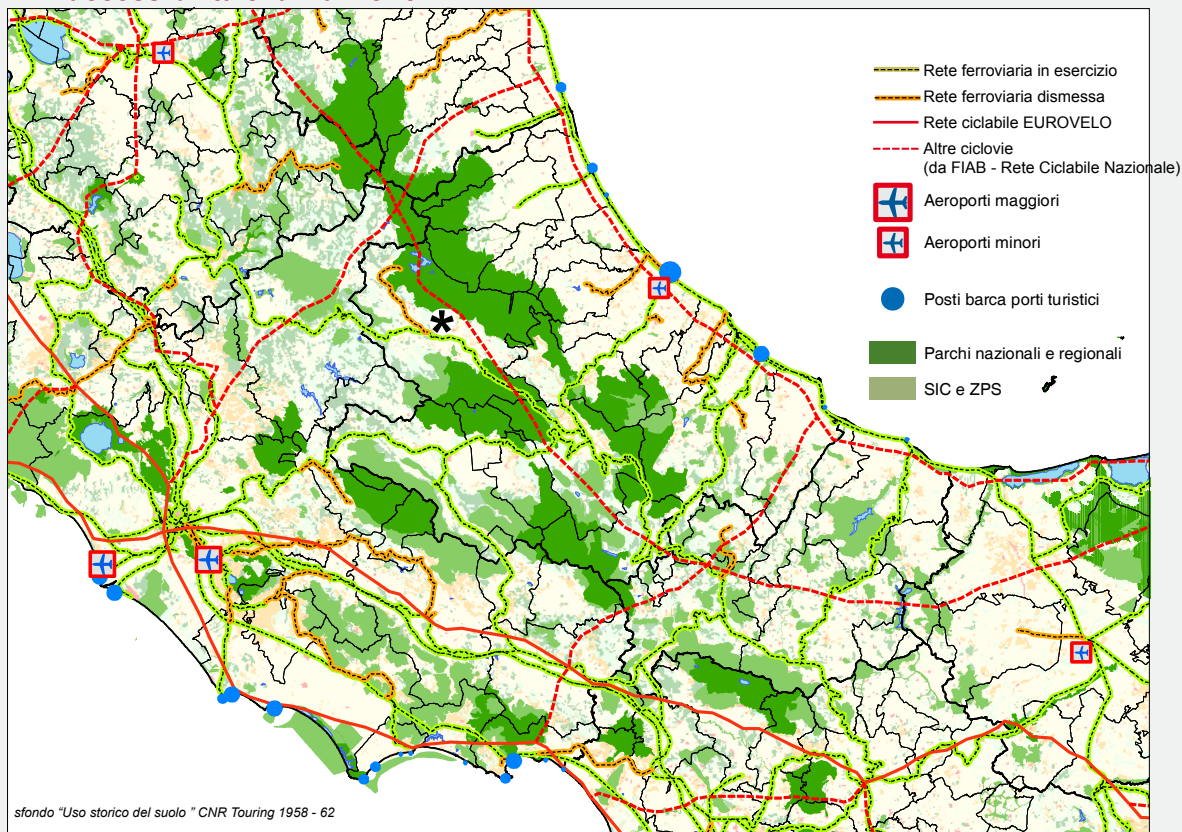 Rete ferroviaria in esercizio
Rete ferroviaria dismessa
Rete ciclabile EUROVELO
Altre ciclovie
(da FIAB - Rete Ciclabile Nazionale)
Aeroporti maggiori
Aeroporti minori
Posti barca porti turistici
Parchi nazionali e regionali
SIC e ZPS
*
sfondo "Uso storico del suolo " CNR Touring 1958 - 62